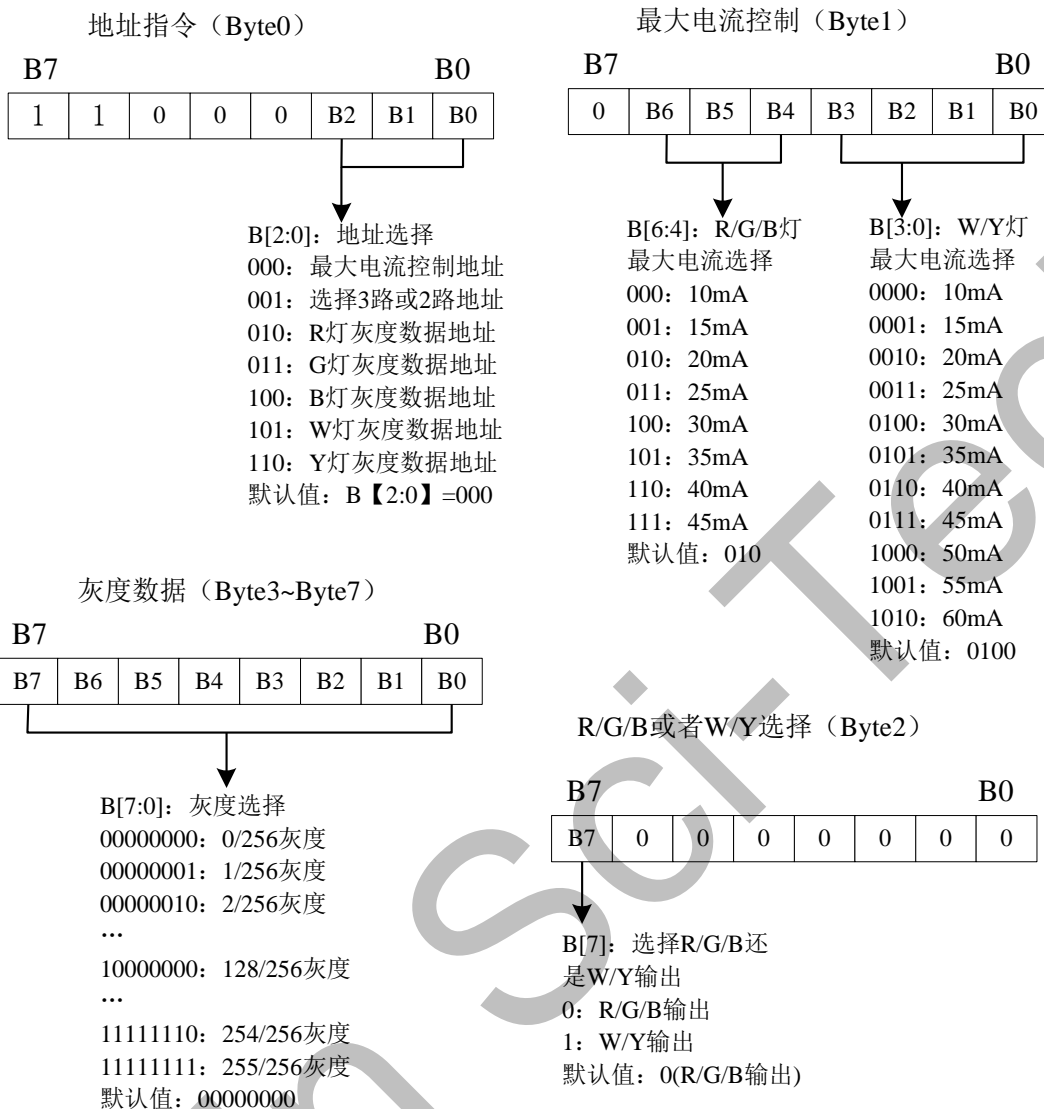 地址指令（Byte0）
B7 B0
1 1 0 0 0 B2 B1 B0
B[2:0]：地址选择
000：最大电流控制地址
001：选择3路或2路地址
010：R灯灰度数据地址
011：G灯灰度数据地址
100：B灯灰度数据地址
101：W灯灰度数据地址
110：Y灯灰度数据地址
默认值：B【2:0】=000
最大电流控制（Byte1）
B7 B0
0 B6 B5 B4 B3 B2 B1 B0
B[6:4]：R/G/B灯
最大电流选择
000：10mA
001：15mA
010：20mA
011：25mA
100：30mA
101：35mA
110：40mA
111：45mA
默认值：010
B[3:0]：W/Y灯
最大电流选择
0000：10mA
0001：15mA
0010：20mA
0011：25mA
0100：30mA
0101：35mA
0110：40mA
0111：45mA
1000：50mA
1001：55mA
1010：60mA
默认值：0100
灰度数据（Byte3~Byte7）
B7 B0
B7 B6 B5 B4 B3 B2 B1 B0
B[7:0]：灰度选择
00000000：0/256灰度
00000001：1/256灰度
00000010：2/256灰度
…
10000000：128/256灰度
…
11111110：254/256灰度
11111111：255/256灰度
默认值：00000000
R/G/B或者W/Y选择（Byte2）
B7 B0
B7 0 0 0 0 0 0 0
B[7]：选择R/G/B还
是W/Y输出
0：R/G/B输出
1：W/Y输出
默认值：0(R/G/B输出)
n Sci-Tec